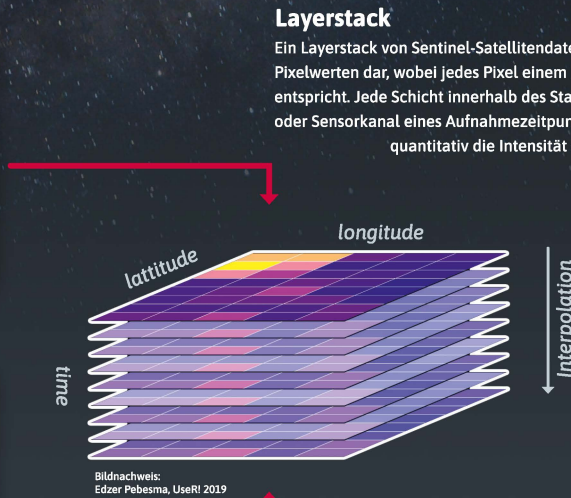 Layerstack
Ein Layerstack von Sentinel-Satellitendate
Pixelwerten dar, wobei jedes Pixel einem
entspricht. Jede Schicht innerhalb des Sta
oder Sensorkanal eines Aufnahmezeitpun
quantitativ die Intensität
longitude
lattitude
time
Interpolation
Bildnachweis:
Edzer Pebesma, UseR! 2019